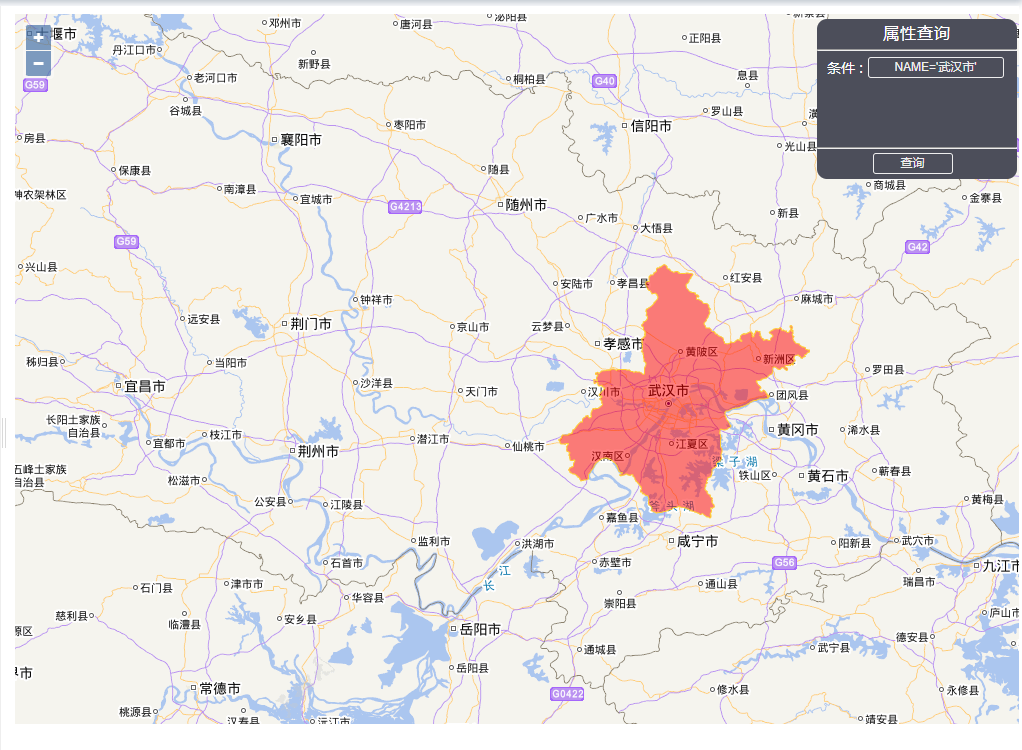 属性查询
条件：
NAME='武汉市'
查询
+
−
堰市
邓州市
唐河县
泌阳县
正阳县
丹江口市
新野县
老河口市
桐柏县
G40
息县
G59
谷城县
枣阳市
信阳市
罗山县
房县
襄阳市
光山县
保康县
随县
商城县
神农架林区
南漳县
宜城市
G4213
随州市
广水市
新县
金寨县
大悟县
G59
G42
兴山县
安陆市
孝昌县
红安县
钟祥市
麻城市
远安县
荆门市
京山市
云梦县
孝感市
黄陂区
新洲区
秭归县
当阳市
罗田县
宜昌市
沙洋县
天门市
汉川市
武汉市
团风县
长阳土家族
自治县
宜都市
枝江市
潜江市
仙桃市
江夏区
黄冈市
浠水县
荆州市
汉南区
梁子湖
五峰土家族
自治县
松滋市
铁山区
黄石市
蕲春县
公安县
江陵县
斧头湖
嘉鱼县
黄梅县
监利市
洪湖市
咸宁市
阳新县
武穴市
石首市
长江
赤壁市
G56
九江市
石门县
津市市
华容县
通山县
瑞昌市
慈利县
临澧县
安乡县
崇阳县
庐山市
源区
岳阳市
德安县
岳阳县
通城县
武宁县
常德市
G0422
修水县
永修县
桃源县
汉寿县
沅江市
靖安县